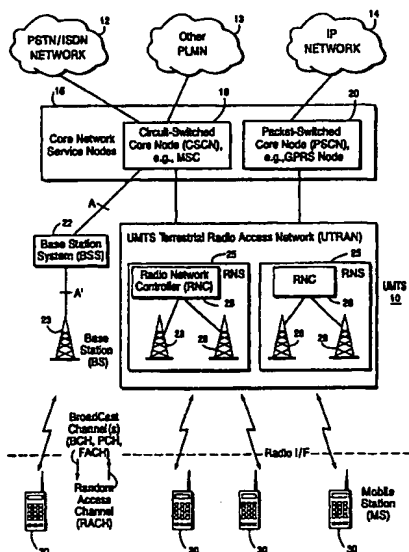 12
13
14
PSTN/ISDN
NETWORK
Other
PLMN
IP
NETWORK
16
18
20
Core Network
Service Nodes
Circuit-Switched
Core Node (CSCN),
e.g., MSC
Packet-Switched
Core Node (PSCN),
e.g., GPRS Node
A
22
Base Station
System (BSS)
UMTS Terrestrial Radio Access Network (UTRAN)
25
25
Radio Network
Controller (RNC)
RNS
RNC
RNS
26
26
UMTS
10
A'
23
Base
Station
(BS)
28
28
28
28
BroadCast
Channel(s)
(BCH, PCH,
FACH)
Radio I/F
Random
Access
Channel
(RACH)
Mobile
Station
(MS)
30
30
30
30